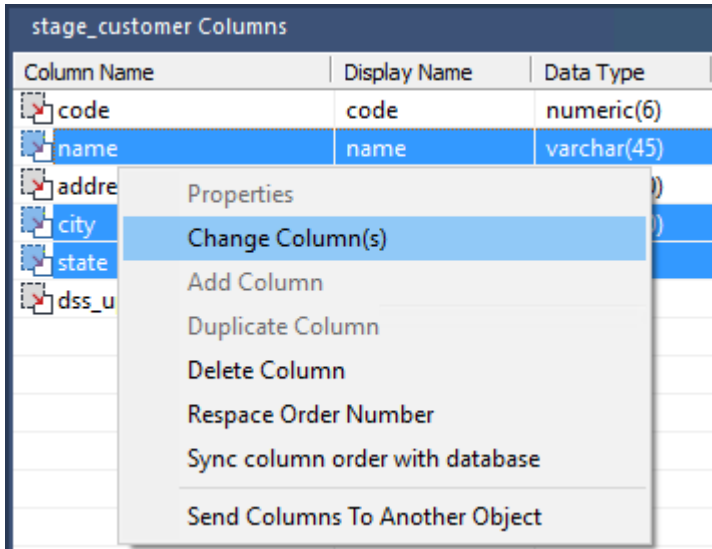 stage_customer Columns
Column Name Display Name Data Type
code code numeric(6)
name name varchar(45)
addre )
city )
state
dss_u
Properties
Change Column(s)
Add Column
Duplicate Column
Delete Column
Respace Order Number
Sync column order with database
Send Columns To Another Object